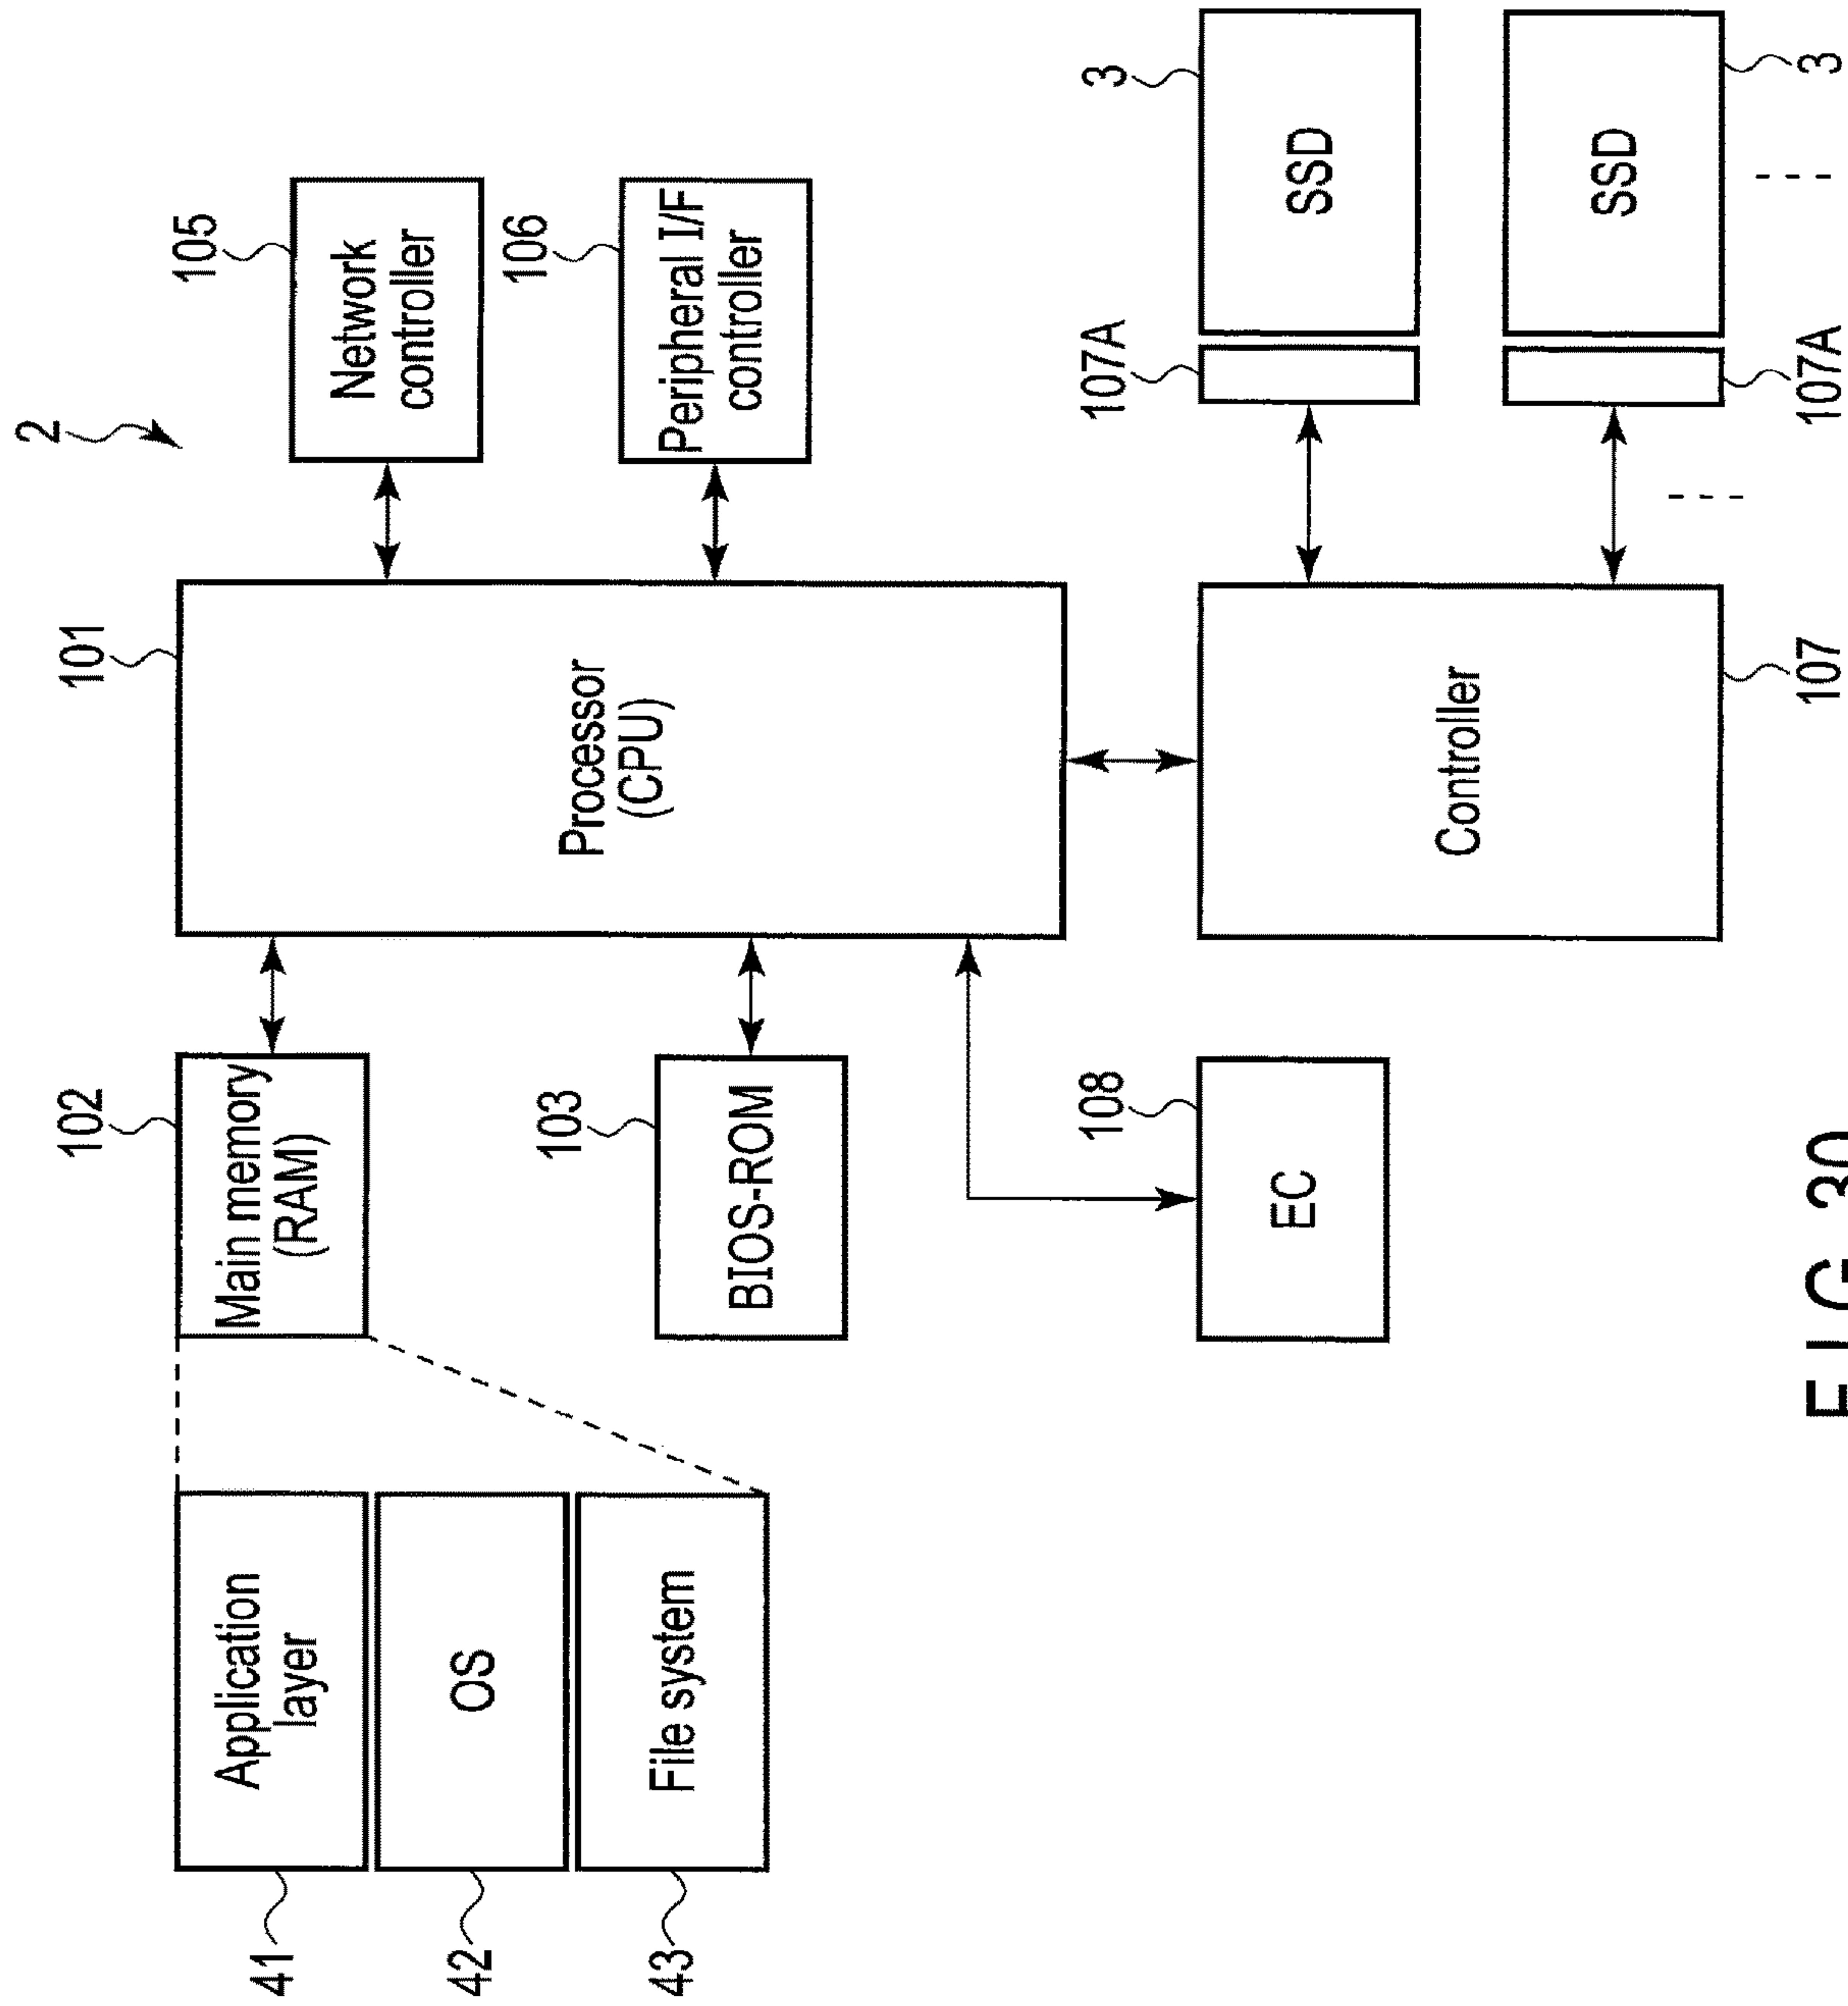 2
41
Application
layer
42
OS
43
File system
102
Main memory
(RAM)
103
BIOS-ROM
108
EC
101
Processor
(CPU)
105
Network
controller
106
Peripheral I/F
controller
107
Controller
107A
3
SSD
107A
3
SSD
FIG. 30